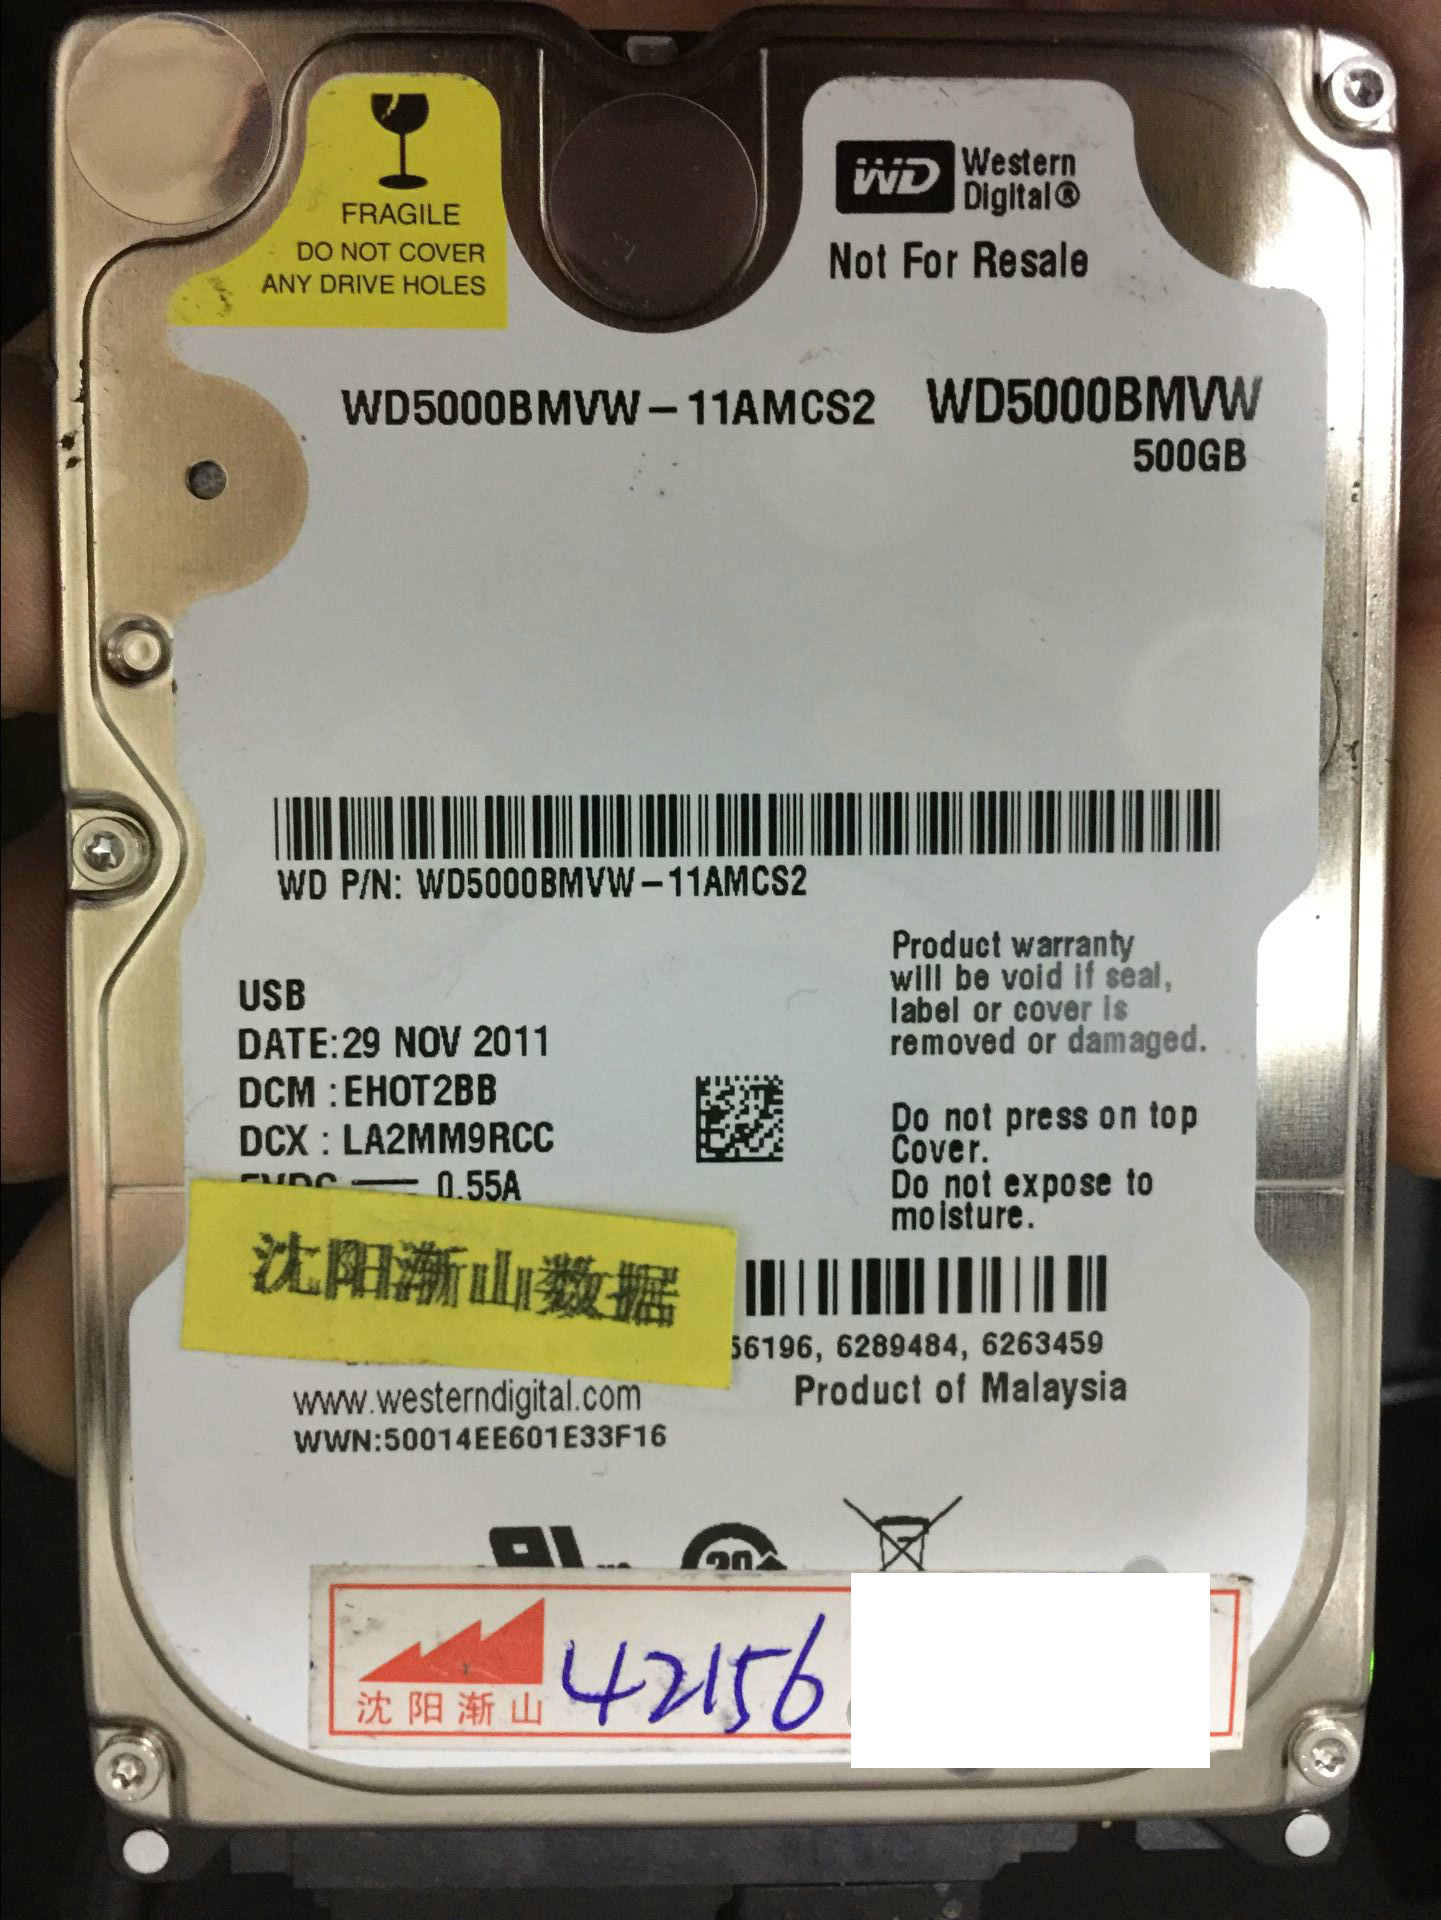 FRAGILE
DO NOT COVER
ANY DRIVE HOLES
WD Western
Digital®
Not For Resale
WD5000BMVW-11AMCS2 WD5000BMVW
500GB
WD P/N: WD5000BMVW-11AMCS2
Product warranty
will be void if seal,
label or cover is
removed or damaged.
USB
DATE:29 NOV 2011
DCM :EHOT2BB
DCX : LA2MM9RCC
0.55A
Do not press on top
Cover.
Do not expose to
moisture.
沈阳渐山数据
6196, 6289484, 6263459
Product of Malaysia
www.westerndigital.com
WWN:50014EE601E33F16
沈阳渐山
42156